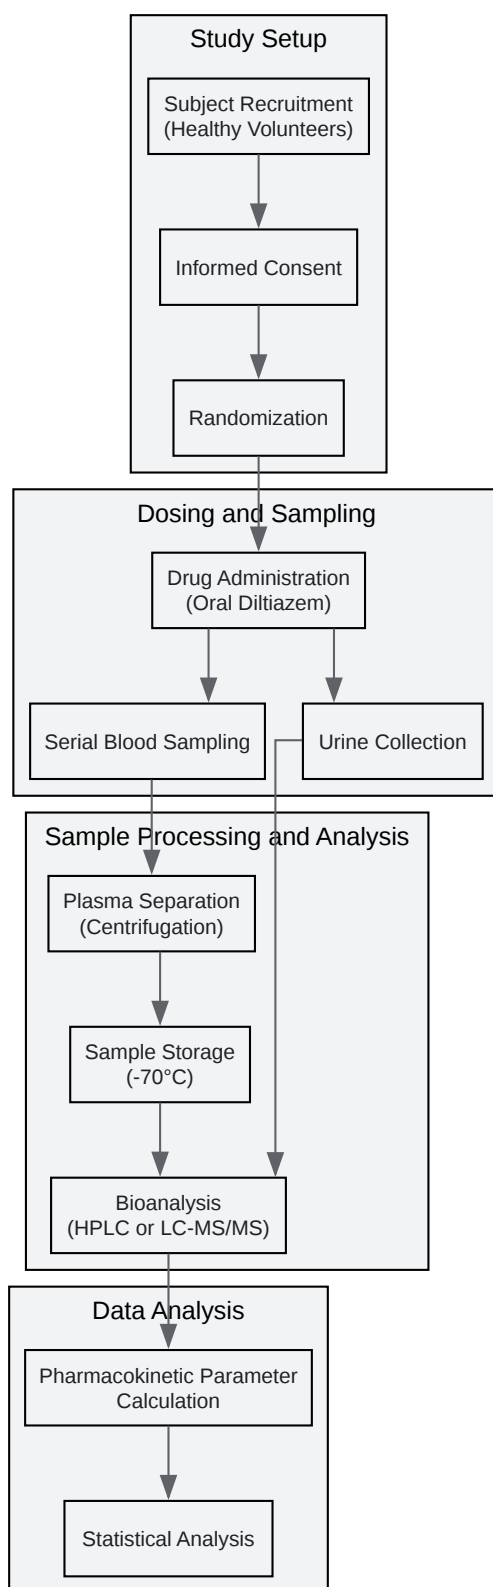 Study Setup
Subject Recruitment
(Healthy Volunteers)
Informed Consent
Randomization
Dosing and Sampling
Drug Administration
(Oral Diltiazem)
Serial Blood Sampling
Urine Collection
Sample Processing and Analysis
Plasma Separation
(Centrifugation)
Sample Storage
(-70°C)
Bioanalysis
(HPLC or LC-MS/MS)
Data Analysis
Pharmacokinetic Parameter
Calculation
Statistical Analysis